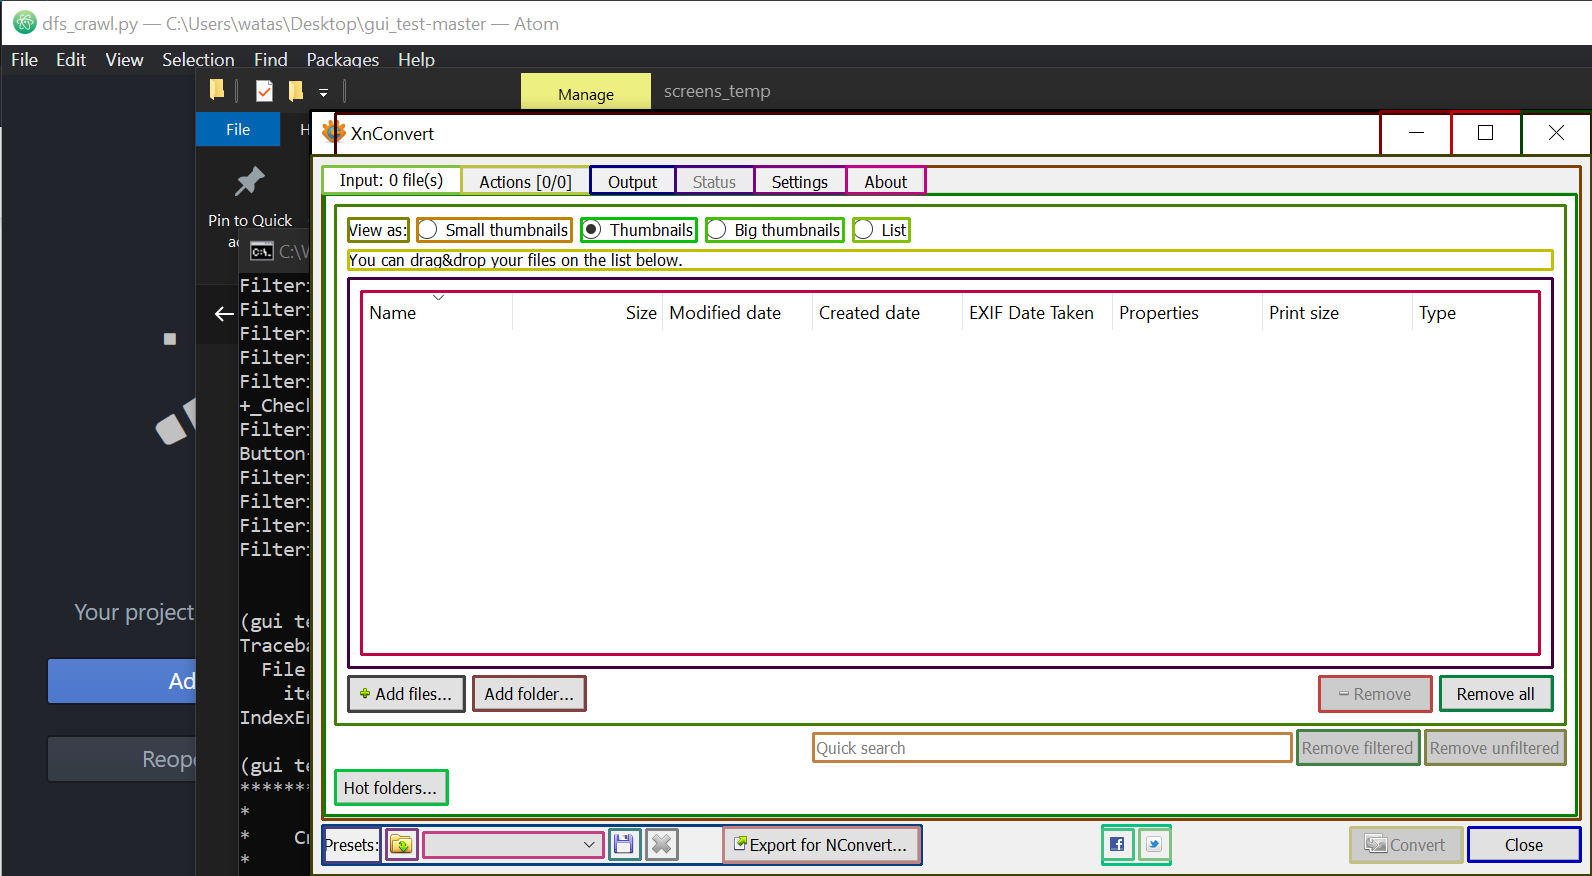 dfs_crawl.py — C:\Users\watas\Desktop\gui_test-master — Atom
File Edit View Selection Find Packages Help
Manage screens_temp
File
XnConvert
Pin to Quick
Input: 0 file(s) Actions [0/0] Output Status Settings About
View as: Small thumbnails Thumbnails Big thumbnails List
You can drag&drop your files on the list below.
Name Size Modified date Created date EXIF Date Taken Properties Print size Type
C:\
Filter:
Filter:
Filter:
Filter:
Filter:
+_Chec
Filter:
Button
Filter:
Filter:
Filter:
Filter:
Your project
(gui te
Traceba
File
ite
IndexEr
Ad
Reope
(gui te
********
*
* Cr
*
Add files... Add folder... Remove Remove all
Quick search Remove filtered Remove unfiltered
Hot folders...
Presets: Export for NConvert... Convert Close